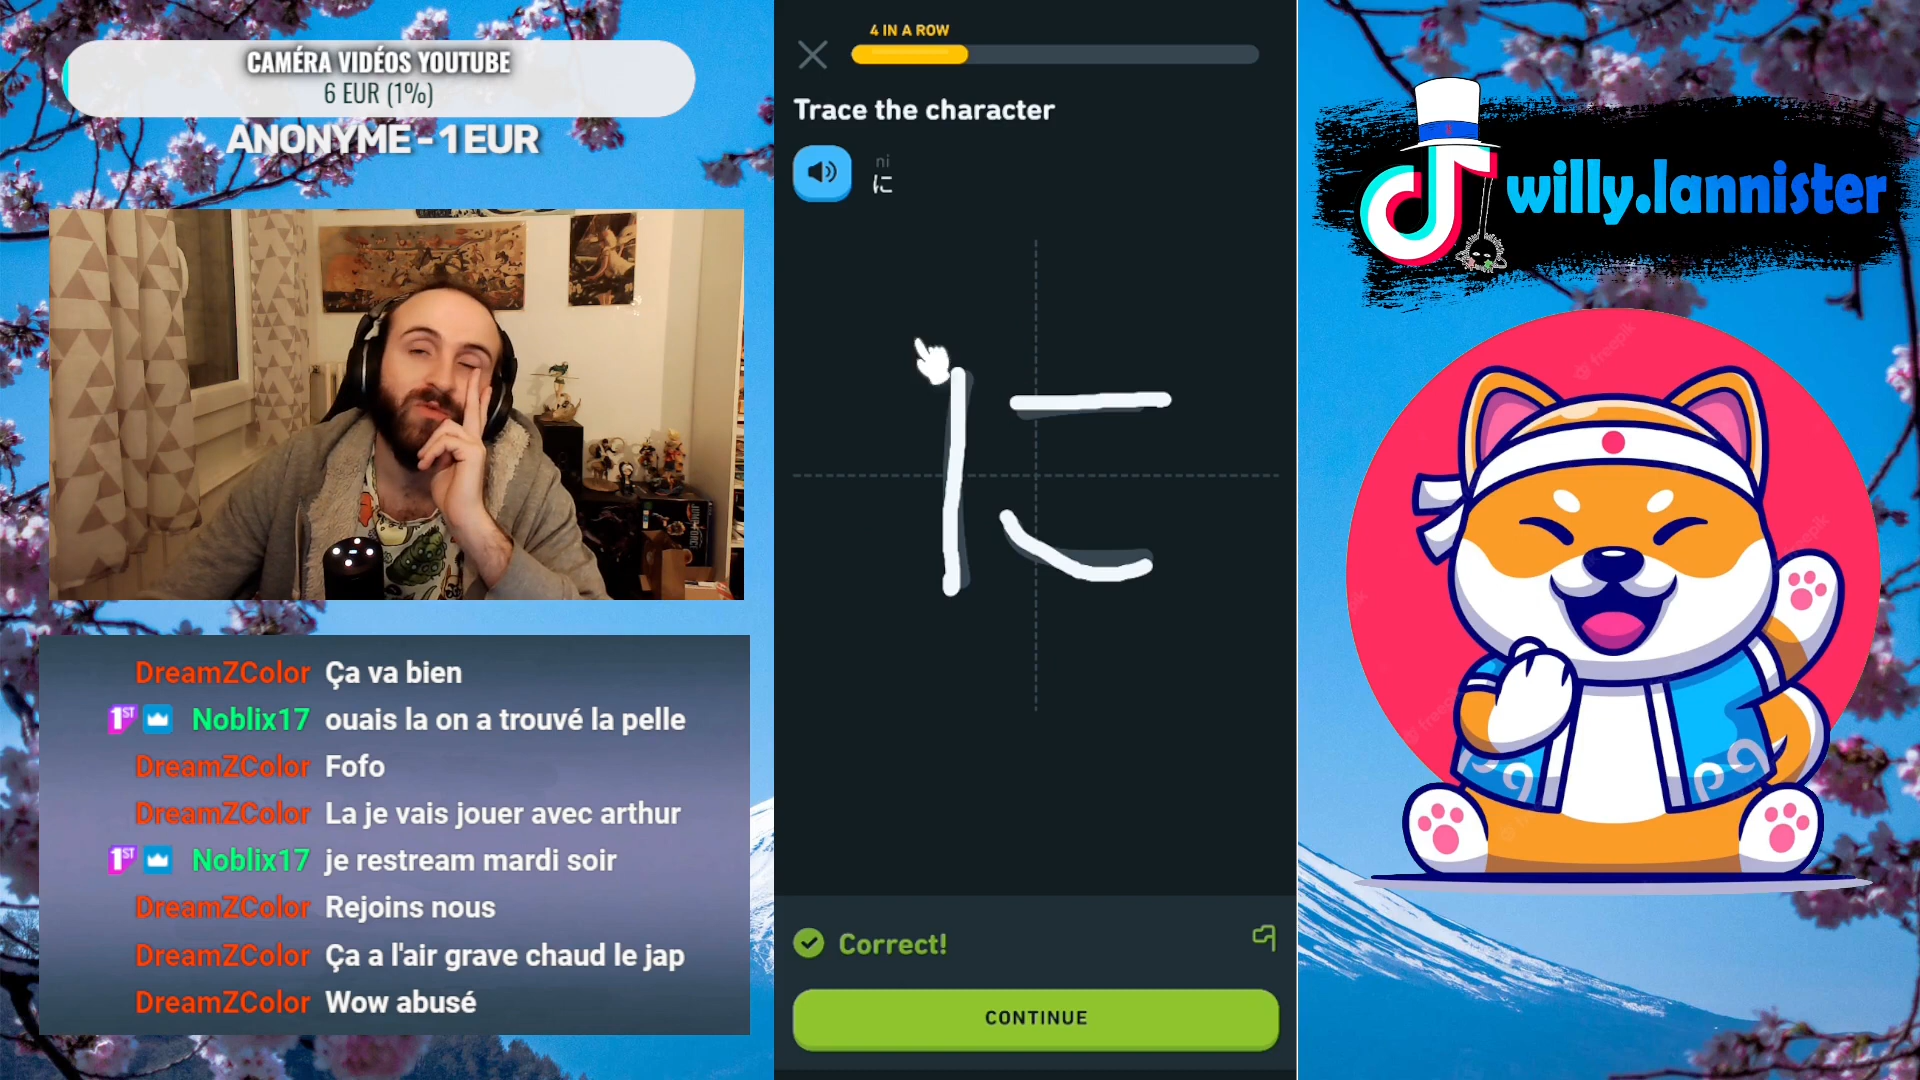 CAMÉRA VIDÉOS YOUTUBE
6 EUR (1%)
ANONYME - 1 EUR
DreamZColor Ça va bien
1ST Noblix17 ouais la on a trouvé la pelle
DreamZColor Fofo
DreamZColor La je vais jouer avec arthur
1ST Noblix17 je restream mardi soir
DreamZColor Rejoins nous
DreamZColor Ça a l'air grave chaud le jap
DreamZColor Wow abusé
4 IN A ROW
Trace the character
ni
に
に
Correct!
CONTINUE
willy.lannister